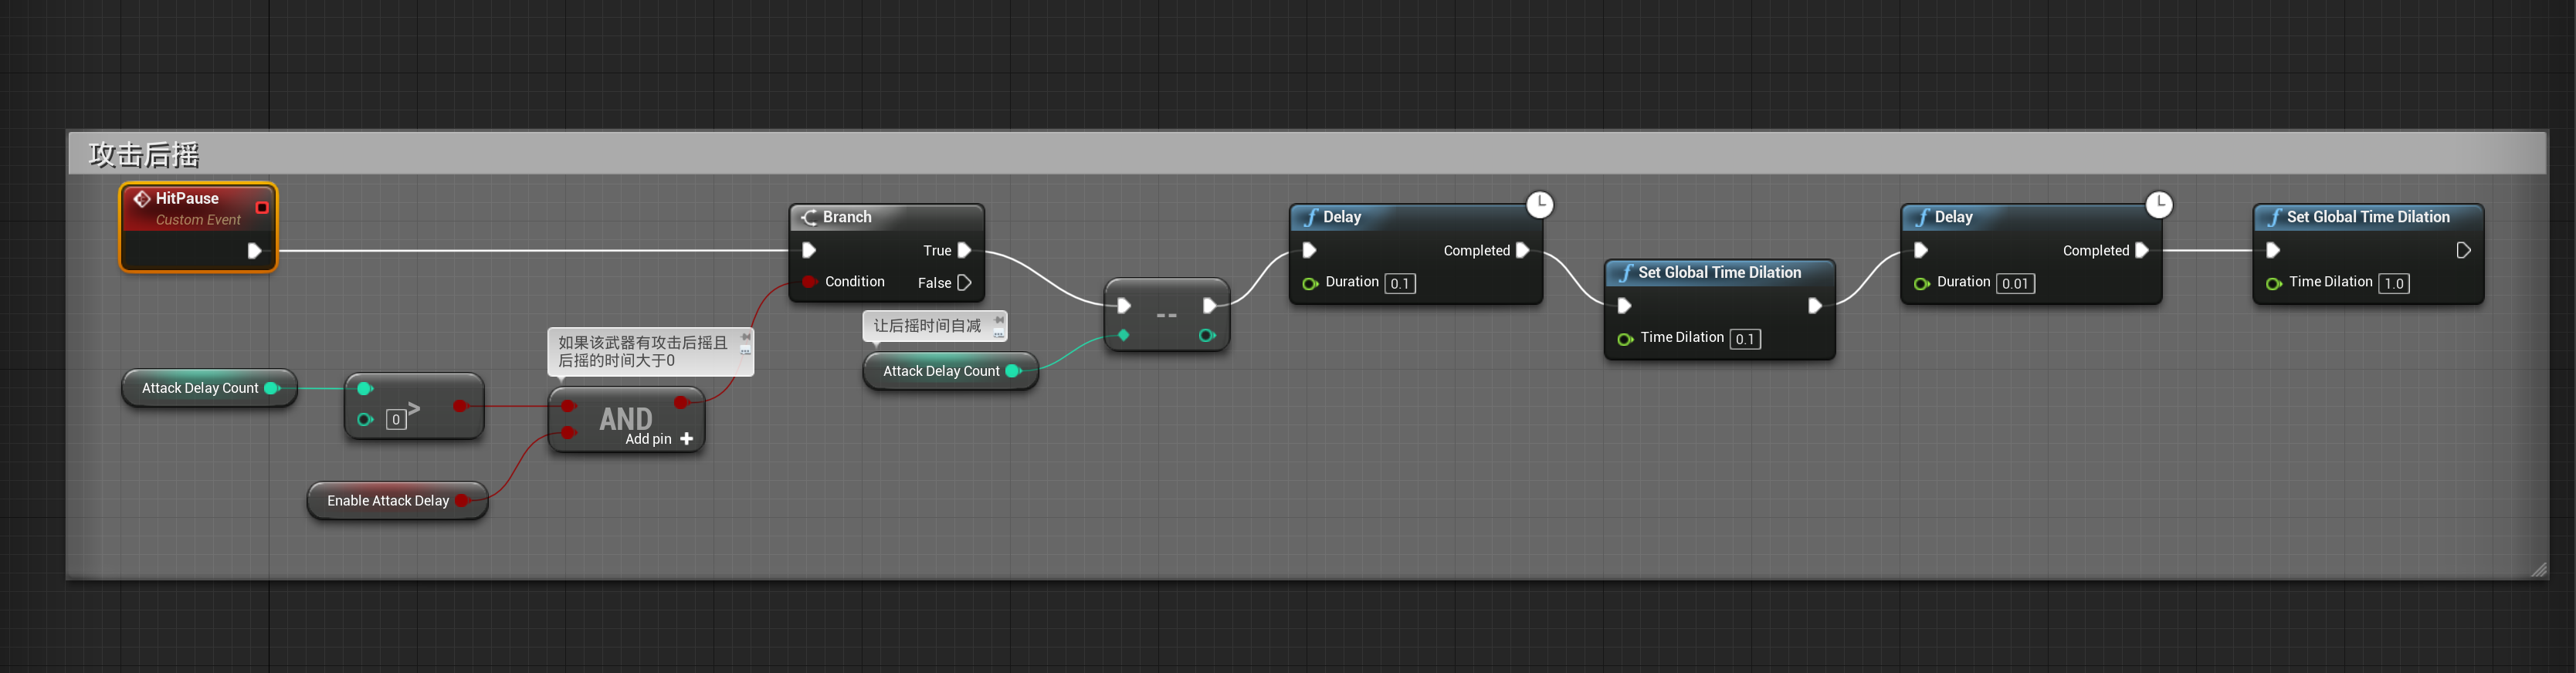 攻击后摇
HitPause
Custom Event
Branch
True
Condition
False
如果该武器有攻击后摇且
后摇的时间大于0
Attack Delay Count
0
>
AND
Add pin
Enable Attack Delay
让后摇时间自减
Attack Delay Count
--
Delay
Completed
Duration 0.1
Set Global Time Dilation
Time Dilation 0.1
Delay
Completed
Duration 0.01
Set Global Time Dilation
Time Dilation 1.0